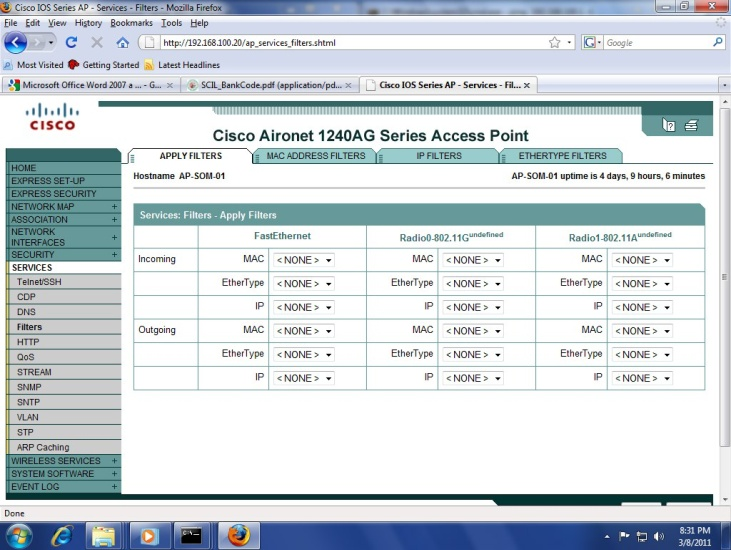 Cisco IOS Series AP - Services - Filters - Mozilla Firefox
File Edit View History Bookmarks Tools Help
http://192.168.100.20/ap_services_filters.shtml
Google
Most Visited Getting Started Latest Headlines
Microsoft Office Word 2007 a ... - G...
SCIL_BankCode.pdf (application/pd...
Cisco IOS Series AP - Services - Fil...
CISCO
Cisco Aironet 1240AG Series Access Point
APPLY FILTERS MAC ADDRESS FILTERS IP FILTERS ETHERTYPE FILTERS
Hostname AP-SOM-01 AP-SOM-01 uptime is 4 days, 9 hours, 6 minutes
HOME
EXPRESS SET-UP
EXPRESS SECURITY
NETWORK MAP +
ASSOCIATION +
NETWORK
INTERFACES +
SECURITY +
SERVICES
Telnet/SSH
CDP
DNS
Filters
HTTP
QoS
STREAM
SNMP
SNTP
VLAN
STP
ARP Caching
WIRELESS SERVICES +
SYSTEM SOFTWARE +
EVENT LOG +
Services: Filters - Apply Filters
FastEthernet Radio0-802.11G undefined Radio1-802.11A undefined
Incoming MAC < NONE > MAC < NONE > MAC < NONE >
EtherType < NONE > EtherType < NONE > EtherType < NONE >
IP < NONE > IP < NONE > IP < NONE >
Outgoing MAC < NONE > MAC < NONE > MAC < NONE >
EtherType < NONE > EtherType < NONE > EtherType < NONE >
IP < NONE > IP < NONE > IP < NONE >
Done
8:31 PM
3/8/2011